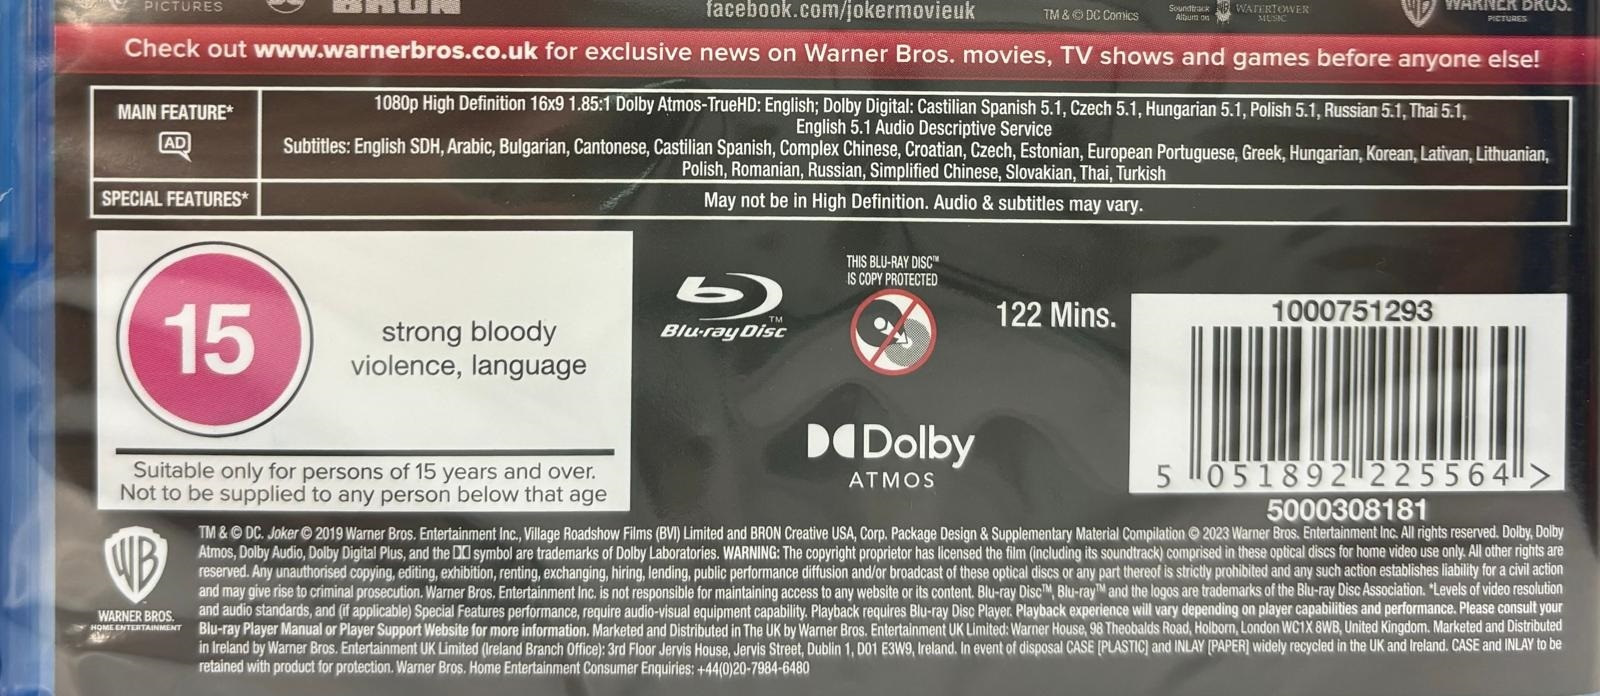 PICTURES
BRON
facebook.com/jokermovieuk
TM & © DC Comics
Soundtrack
Album on
WATERTOWER
MUSIC
WARNER BROS.
PICTURES
Check out www.warnerbros.co.uk for exclusive news on Warner Bros. movies, TV shows and games before anyone else!
MAIN FEATURE*
AD
1080p High Definition 16x9 1.85:1 Dolby Atmos-TrueHD: English; Dolby Digital: Castilian Spanish 5.1, Czech 5.1, Hungarian 5.1, Polish 5.1, Russian 5.1, Thai 5.1,
English 5.1 Audio Descriptive Service
Subtitles: English SDH, Arabic, Bulgarian, Cantonese, Castilian Spanish, Complex Chinese, Croatian, Czech, Estonian, European Portuguese, Greek, Hungarian, Korean, Lativan, Lithuanian,
Polish, Romanian, Russian, Simplified Chinese, Slovakian, Thai, Turkish
SPECIAL FEATURES*
May not be in High Definition. Audio & subtitles may vary.
15
strong bloody
violence, language
Suitable only for persons of 15 years and over.
Not to be supplied to any person below that age
Blu-ray Disc™
THIS BLU-RAY DISC™
IS COPY PROTECTED
Dolby
ATMOS
122 Mins.
1000751293
5 051892 225564 >
5000308181
WB
WARNER BROS.
HOME ENTERTAINMENT
TM & © DC. Joker © 2019 Warner Bros. Entertainment Inc., Village Roadshow Films (BVI) Limited and BRON Creative USA, Corp. Package Design & Supplementary Material Compilation © 2023 Warner Bros. Entertainment Inc. All rights reserved. Dolby, Dolby
Atmos, Dolby Audio, Dolby Digital Plus, and the symbol are trademarks of Dolby Laboratories. WARNING: The copyright proprietor has licensed the film (including its soundtrack) comprised in these optical discs for home video use only. All other rights are
reserved. Any unauthorised copying, editing, exhibition, renting, exchanging, hiring, lending, public performance diffusion and/or broadcast of these optical discs or any part thereof is strictly prohibited and any such action establishes liability for a civil action
and may give rise to criminal prosecution. Warner Bros. Entertainment Inc. is not responsible for maintaining access to any website or its content. Blu-ray Disc™, Blu-ray™ and the logos are trademarks of the Blu-ray Disc Association. *Levels of video resolution
and audio standards, and (if applicable) Special Features performance, require audio-visual equipment capability. Playback requires Blu-ray Disc Player. Playback experience will vary depending on player capabilities and performance. Please consult your
Blu-ray Player Manual or Player Support Website for more information. Marketed and Distributed in The UK by Warner Bros. Entertainment UK Limited: Warner House, 98 Theobalds Road, Holborn, London WC1X 8WB, United Kingdom. Marketed and Distributed
in Ireland by Warner Bros. Entertainment UK Limited (Ireland Branch Office): 3rd Floor Jervis House, Jervis Street, Dublin 1, D01 E3W9, Ireland. In event of disposal CASE [PLASTIC] and INLAY [PAPER] widely recycled in the UK and Ireland. CASE and INLAY to be
retained with product for protection. Warner Bros. Home Entertainment Consumer Enquiries: +44(0)20-7984-6480